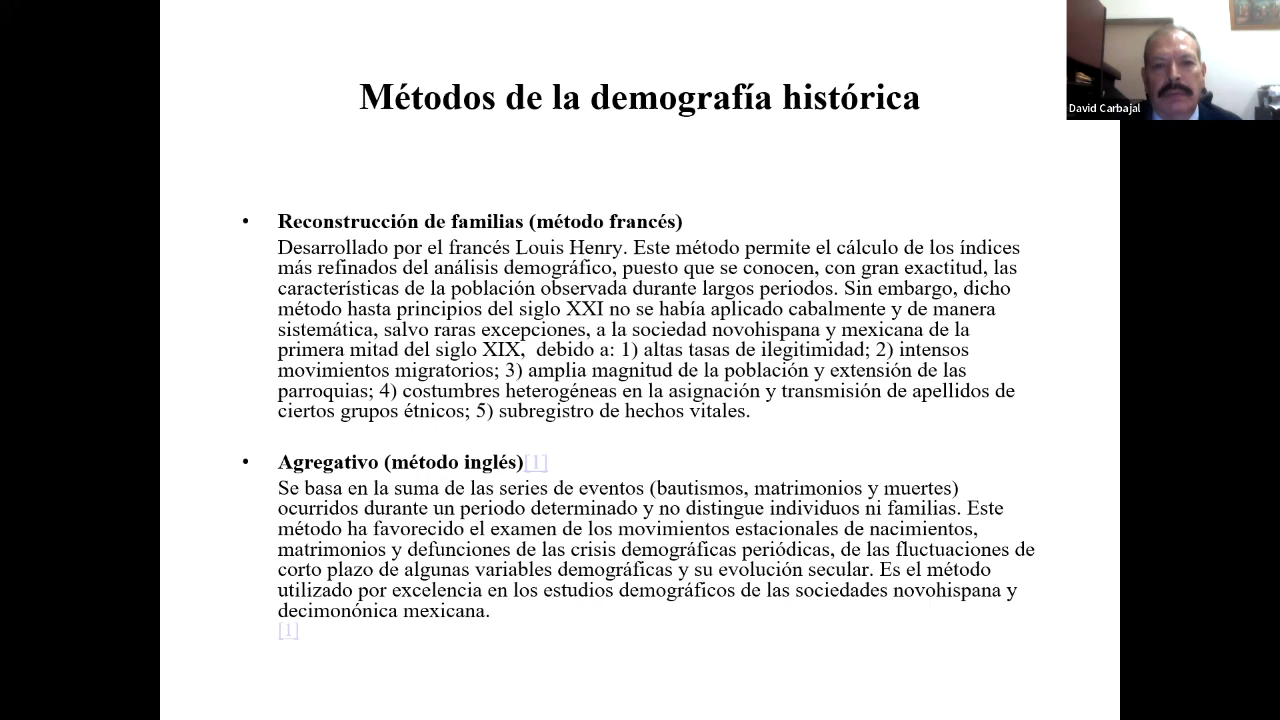 Métodos de la demografía histórica
David Carbajal
• Reconstrucción de familias (método francés)
Desarrollado por el francés Louis Henry. Este método permite el cálculo de los índices
más refinados del análisis demográfico, puesto que se conocen, con gran exactitud, las
características de la población observada durante largos periodos. Sin embargo, dicho
método hasta principios del siglo XXI no se había aplicado cabalmente y de manera
sistemática, salvo raras excepciones, a la sociedad novohispana y mexicana de la
primera mitad del siglo XIX,  debido a: 1) altas tasas de ilegitimidad; 2) intensos
movimientos migratorios; 3) amplia magnitud de la población y extensión de las
parroquias; 4) costumbres heterogéneas en la asignación y transmisión de apellidos de
ciertos grupos étnicos; 5) subregistro de hechos vitales.
• Agregativo (método inglés)[1]
Se basa en la suma de las series de eventos (bautismos, matrimonios y muertes)
ocurridos durante un periodo determinado y no distingue individuos ni familias. Este
método ha favorecido el examen de los movimientos estacionales de nacimientos,
matrimonios y defunciones de las crisis demográficas periódicas, de las fluctuaciones de
corto plazo de algunas variables demográficas y su evolución secular. Es el método
utilizado por excelencia en los estudios demográficos de las sociedades novohispana y
decimonónica mexicana.
[1]